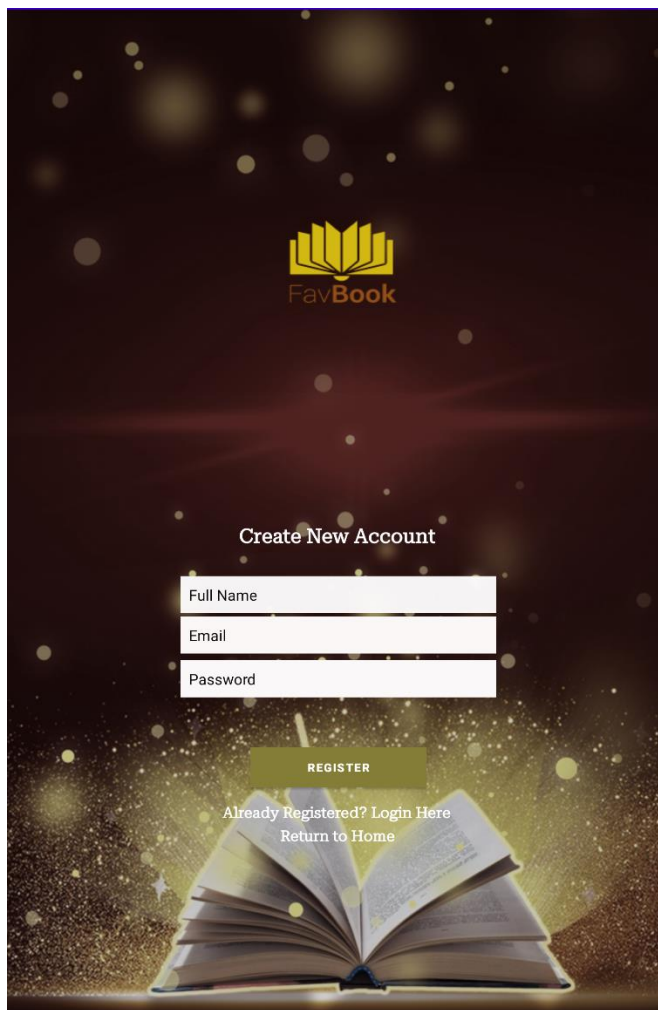 FavBook
Create New Account
Full Name
Email
Password
REGISTER
Already Registered? Login Here
Return to Home